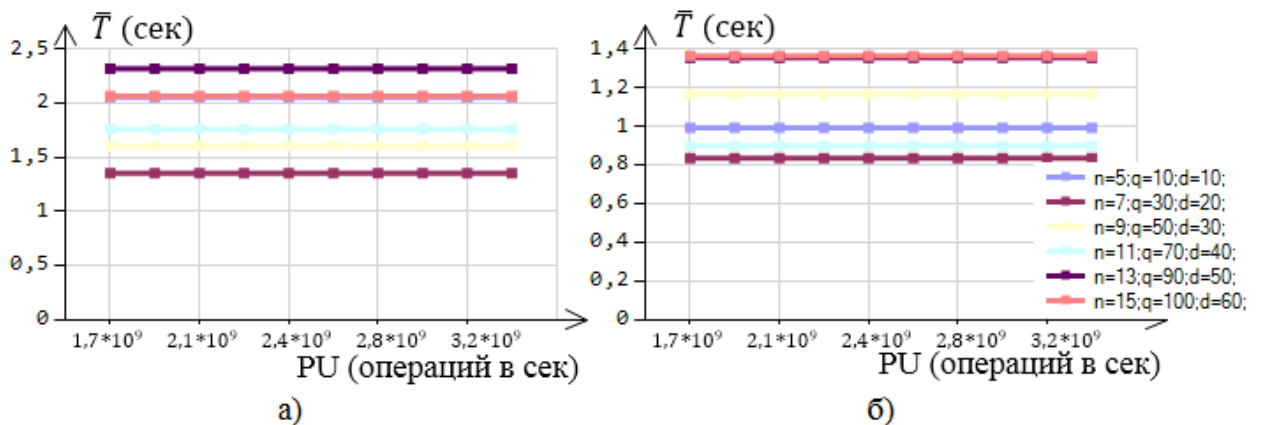 T̅ (сек)
2,5
2
1,5
1
0,5
0
1,7*10⁹ 2,1*10⁹ 2,4*10⁹ 2,8*10⁹ 3,2*10⁹
PU (операций в сек)
а)
T̅ (сек)
1,4
1,2
1
0,8
0,6
0,4
0,2
0
n=5;q=10;d=10;
n=7;q=30;d=20;
n=9;q=50;d=30;
n=11;q=70;d=40;
n=13;q=90;d=50;
n=15;q=100;d=60;
1,7*10⁹ 2,1*10⁹ 2,4*10⁹ 2,8*10⁹ 3,2*10⁹
PU (операций в сек)
б)